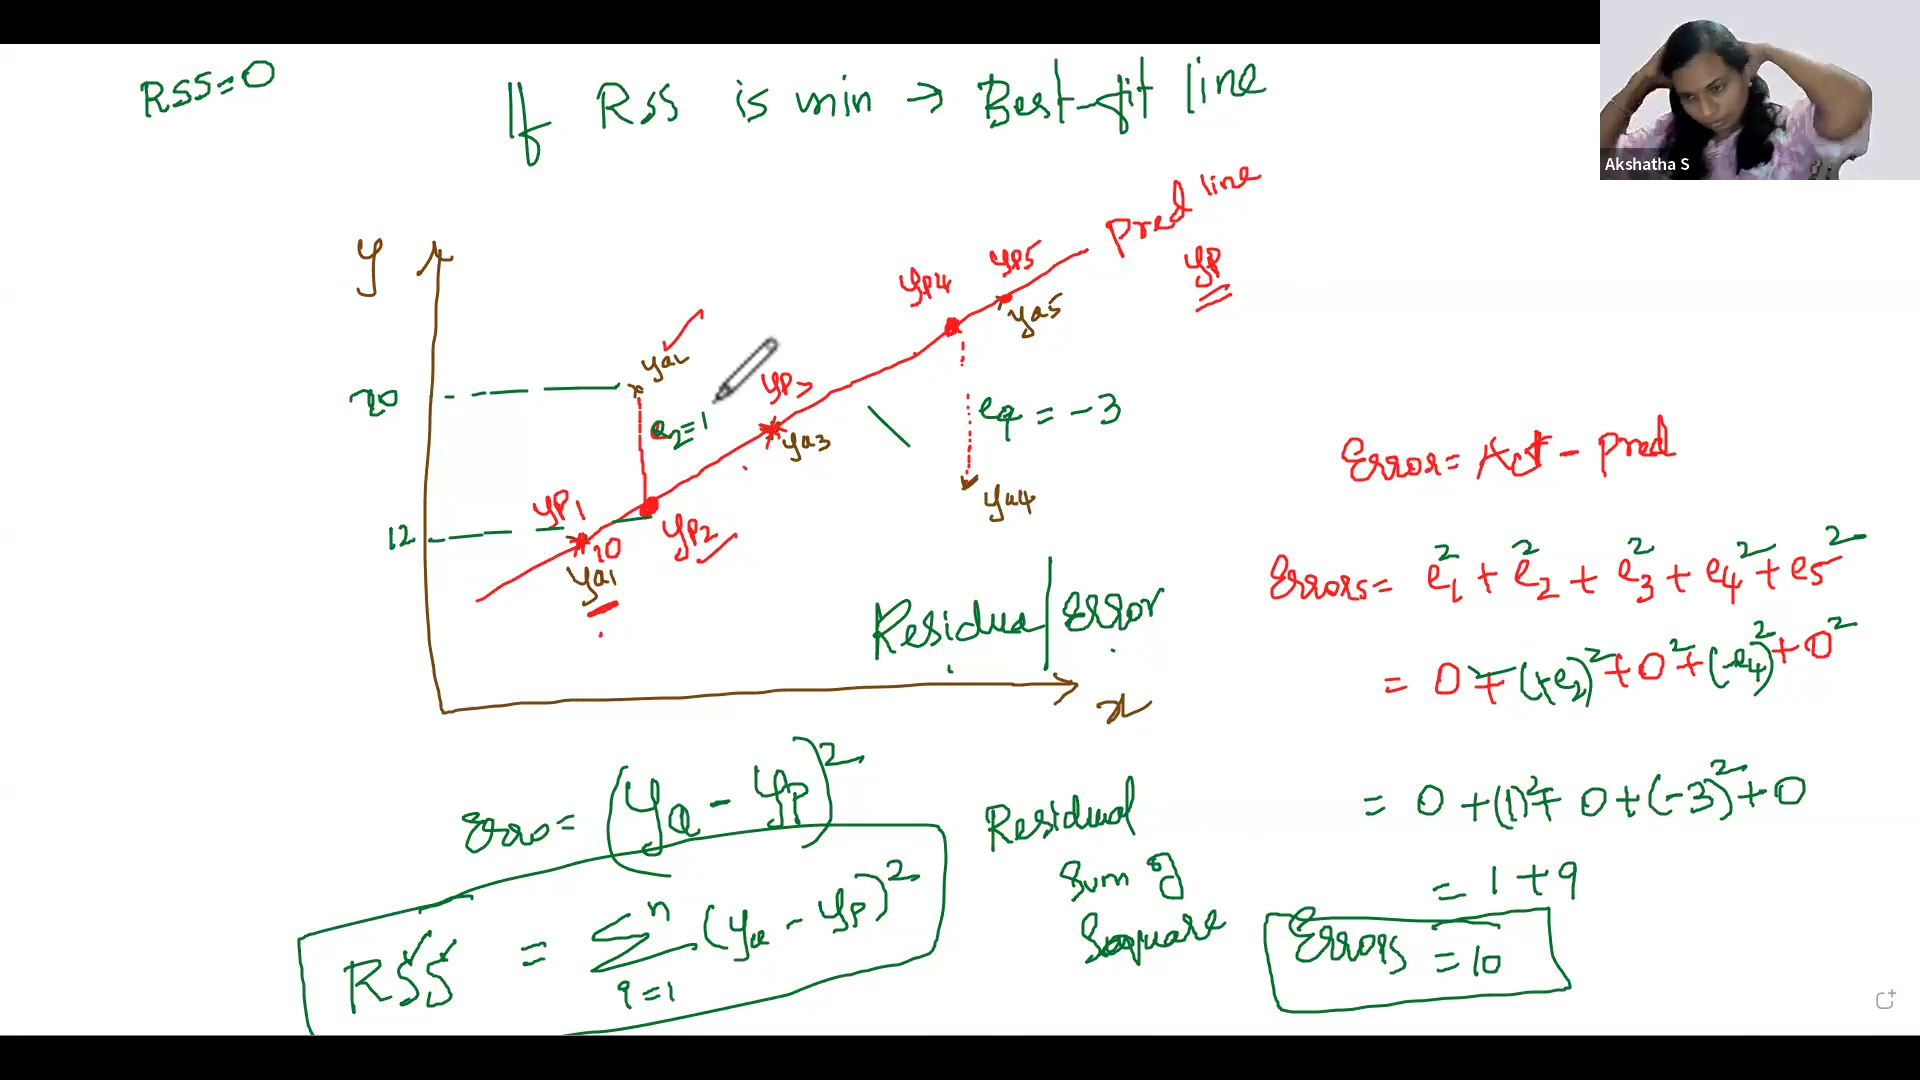 RSS=0
If RSS is min → Best-fit line
Akshatha S
Pred line
yP
y
yP4
yP5
ya5
ya2
20
yP3
e2=1
ya3
e4 = -3
ya4
12
yP1
10
yP2
ya1
Residual | Error
x
Error= Act - Pred
Errors= e1² + e2² + e3² + e4² + e5²
= 0² + (+e2)² + 0² + (-e4)² + 0²
= 0 + (1)² + 0 + (-3)² + 0
= 1 + 9
Errors = 10
Erro= (ya - yP)²
RSS = Σ n i=1 (ya - yP)²
Residual
Sum of
Square